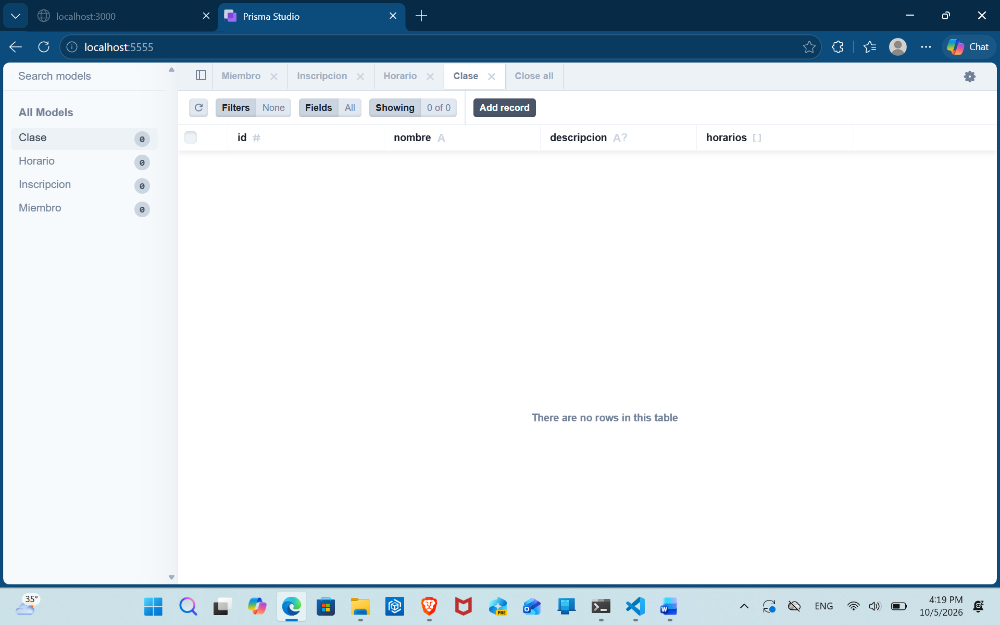 localhost:3000
Prisma Studio
localhost:5555
Chat
Search models
Miembro
Inscripcion
Horario
Clase
Close all
Filters None
Fields All
Showing 0 of 0
Add record
All Models
Clase 0
Horario 0
Inscripcion 0
Miembro 0
id #
nombre A
descripcion A?
horarios []
There are no rows in this table
35°
PRE
ENG
4:19 PM
10/5/2026